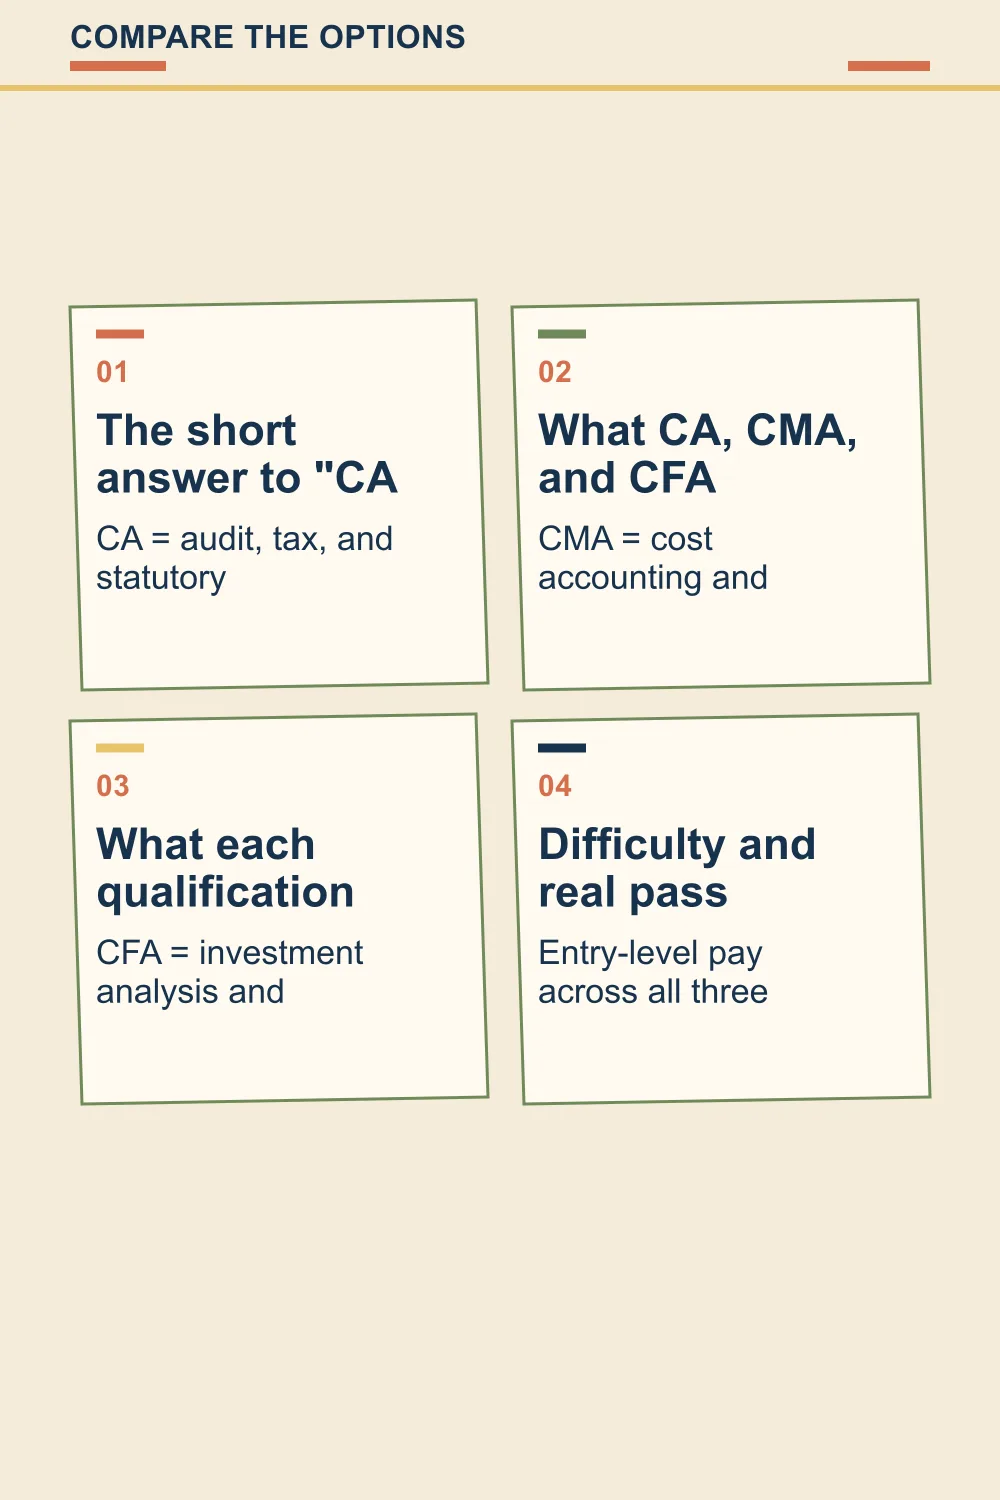 COMPARE THE OPTIONS
01
The short
answer to "CA
CA = audit, tax, and
statutory
02
What CA, CMA,
and CFA
CMA = cost
accounting and
03
What each
qualification
CFA = investment
analysis and
04
Difficulty and
real pass
Entry-level pay
across all three